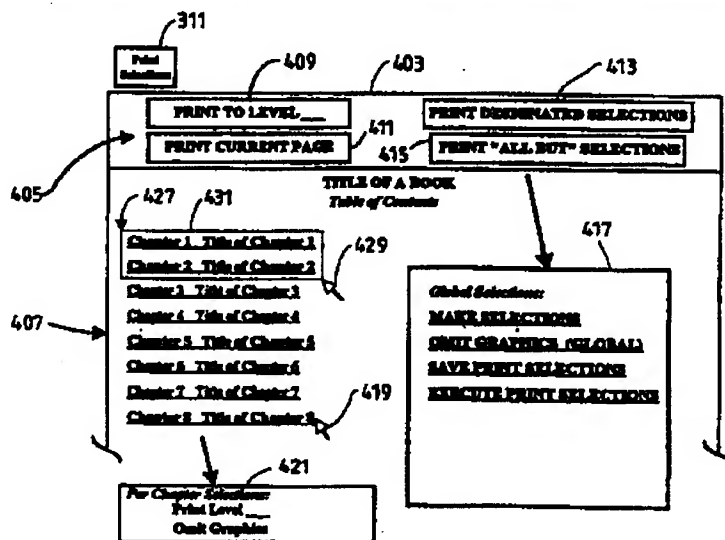 311
Print
Selections
409
403
413
PRINT TO LEVEL __
PRINT DESIGNATED SELECTIONS
405
PRINT CURRENT PAGE
411
415
PRINT "ALL BUT" SELECTIONS
TITLE OF A BOOK
Table of Contents
427
431
417
Chapter 1 Title of Chapter 1
Chapter 2 Title of Chapter 2
429
Chapter 3 Title of Chapter 3
407
Chapter 4 Title of Chapter 4
Chapter 5 Title of Chapter 5
Chapter 6 Title of Chapter 6
Chapter 7 Title of Chapter 7
Chapter 8 Title of Chapter 8
419
Global Selections:
MAKE SELECTIONS
OMIT GRAPHICS (GLOBAL)
SAVE PRINT SELECTIONS
EXECUTE PRINT SELECTIONS
421
Per Chapter Selections:
Print Level __
Omit Graphics